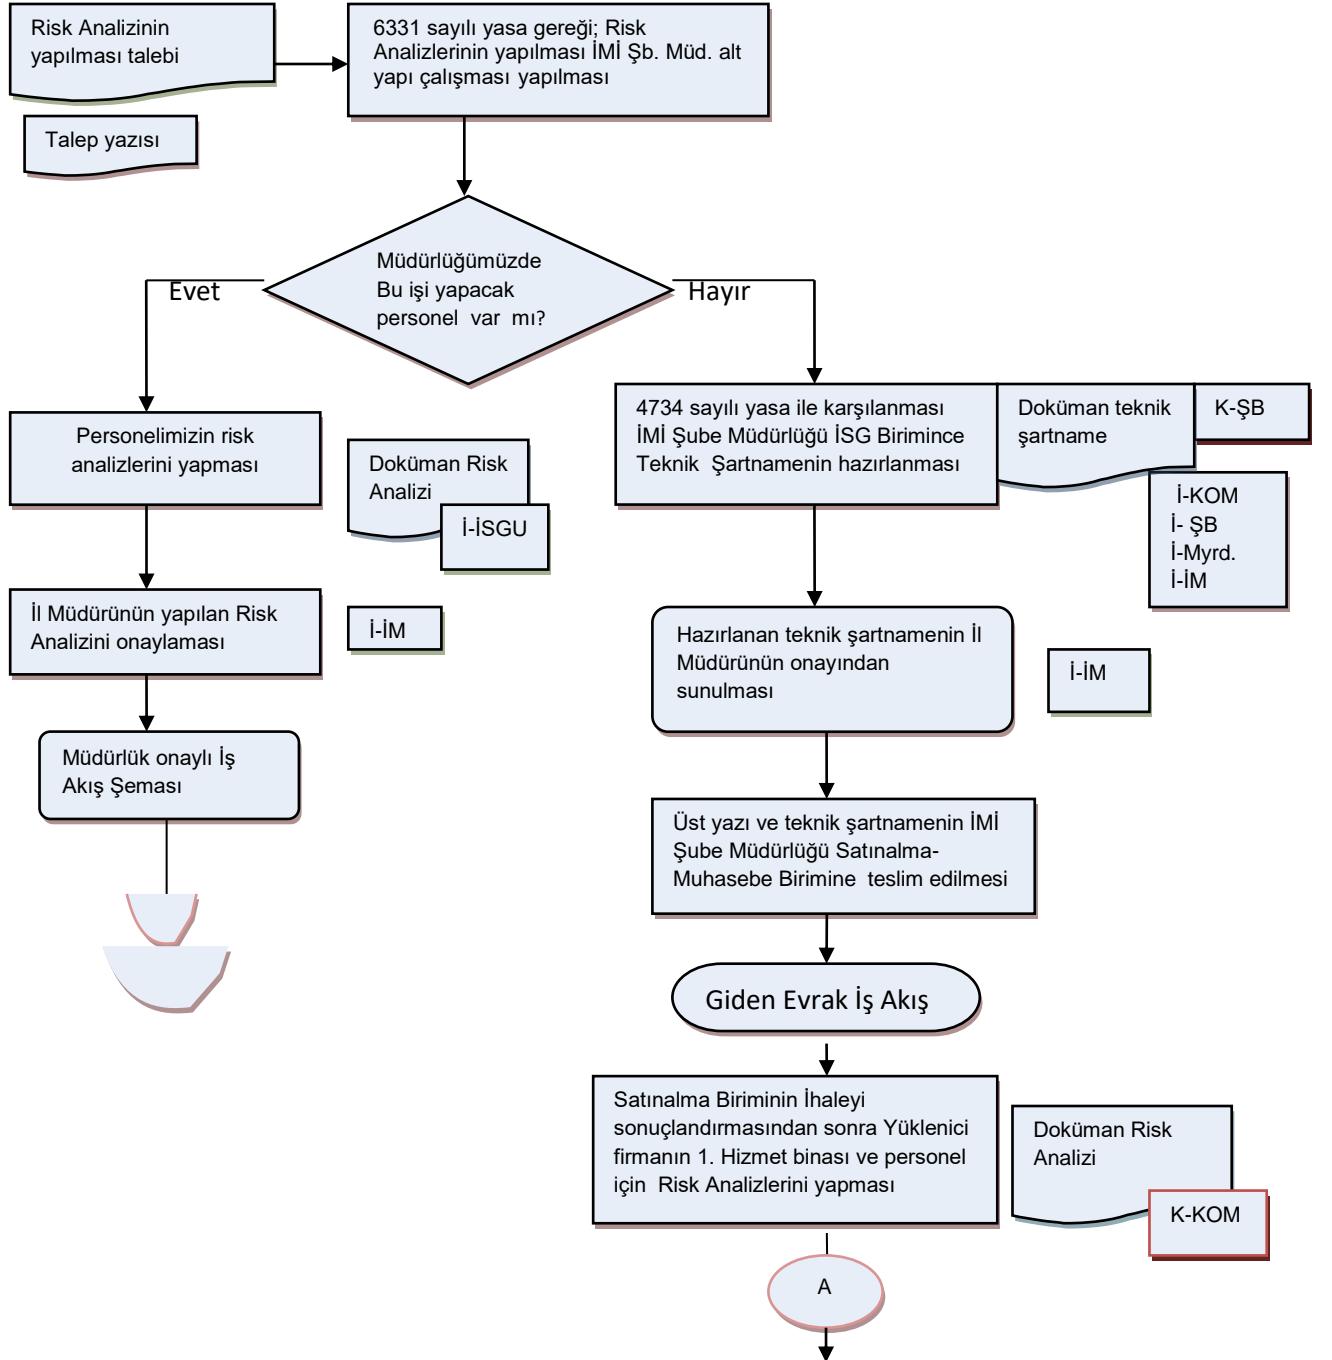 Risk Analizinin
yapılması talebi
6331 sayılı yasa gereği; Risk
Analizlerinin yapılması İMİ Şb. Müd. alt
yapı çalışması yapılması
Talep yazısı
Müdürlüğümüzde
Bu işi yapacak
personel var mı?
Evet
Hayır
Personelimizin risk
analizlerini yapması
Doküman Risk
Analizi
İ-İSGU
4734 sayılı yasa ile karşılanması
İMİ Şube Müdürlüğü İSG Birimince
Teknik Şartnamenin hazırlanması
Doküman teknik
şartname
K-ŞB
İ-KOM
İ- ŞB
İ-Myrd.
İ-İM
İl Müdürünün yapılan Risk
Analizini onaylaması
İ-İM
Hazırlanan teknik şartnamenin İl
Müdürünün onayından
sunulması
İ-İM
Müdürlük onaylı İş
Akış Şeması
Üst yazı ve teknik şartnamenin İMİ
Şube Müdürlüğü Satınalma-
Muhasebe Birimine teslim edilmesi
Giden Evrak İş Akış
Satınalma Biriminin İhaleyi
sonuçlandırmasından sonra Yüklenici
firmanın 1. Hizmet binası ve personel
için Risk Analizlerini yapması
Doküman Risk
Analizi
K-KOM
A